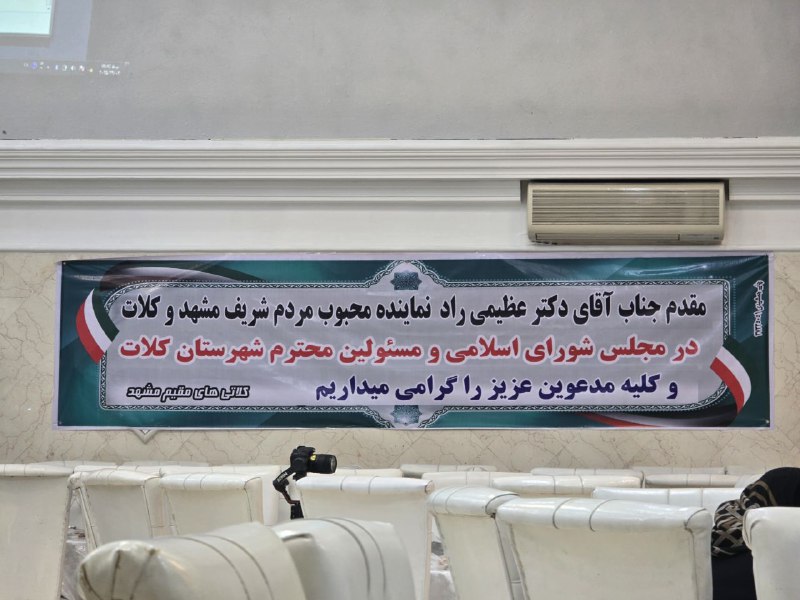 مقدم جناب آقای دکتر عظیمی راد نماینده محبوب مردم شریف مشهد و کلات
در مجلس شورای اسلامی و مسئولین محترم شهرستان کلات
و کلیه مدعوین عزیز را گرامی میداریم
کلاتی های مقیم مشهد